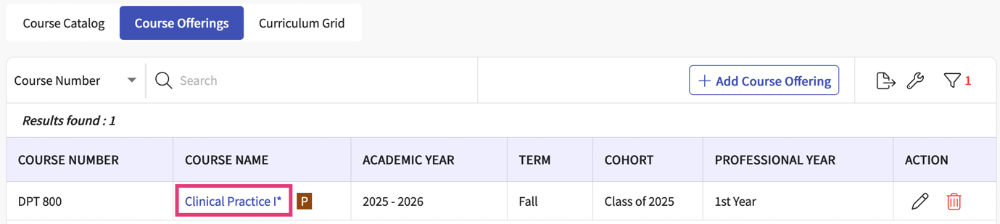 Course Catalog Course Offerings Curriculum Grid
Course Number Search + Add Course Offering 1
Results found : 1
COURSE NUMBER COURSE NAME ACADEMIC YEAR TERM COHORT PROFESSIONAL YEAR ACTION
DPT 800 Clinical Practice I* P 2025 - 2026 Fall Class of 2025 1st Year